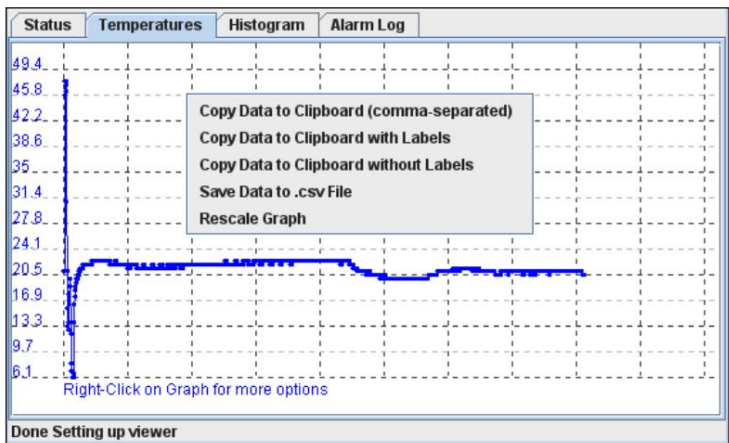 Status Temperatures Histogram Alarm Log
49.4
45.8
42.2
38.6
35
31.4
27.8
24.1
20.5
16.9
13.3
9.7
6.1
Copy Data to Clipboard (comma-separated)
Copy Data to Clipboard with Labels
Copy Data to Clipboard without Labels
Save Data to .csv File
Rescale Graph
Right-Click on Graph for more options
Done Setting up viewer